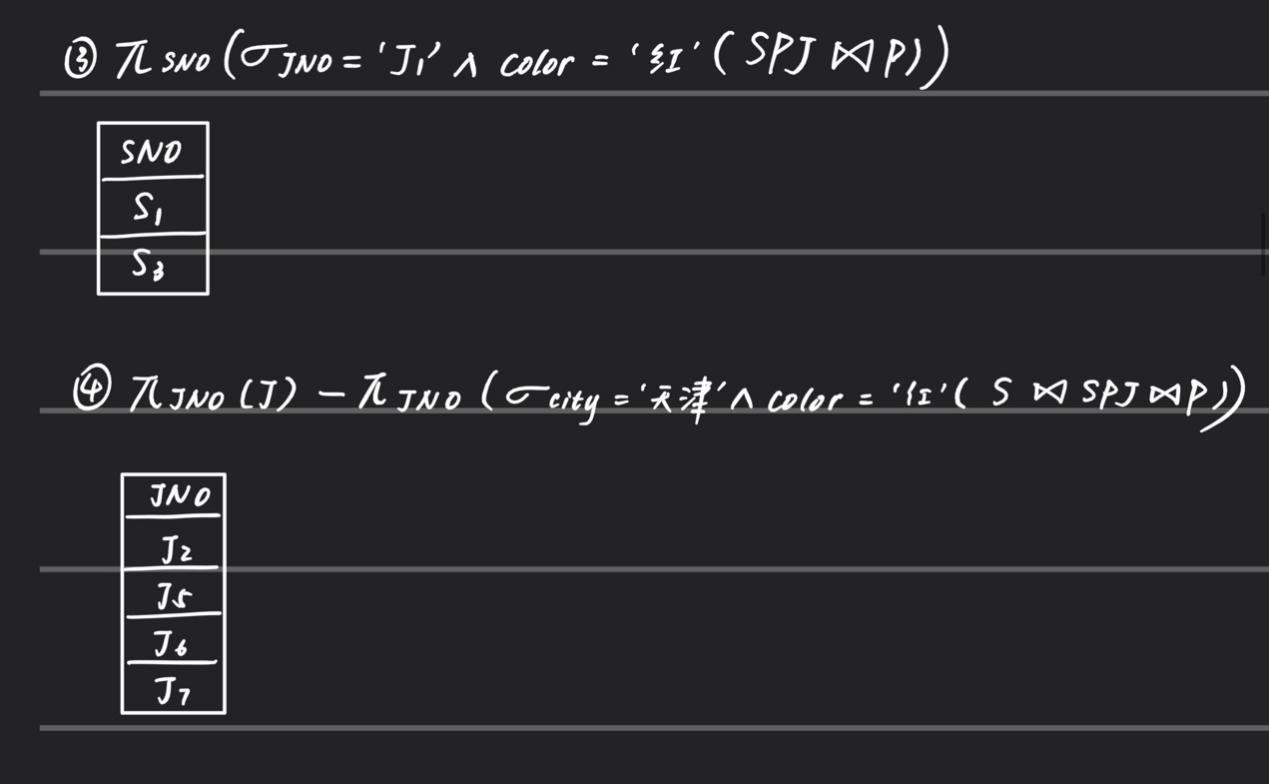 ③ π SNO (σ JNO = 'J₁' ∧ color = '红' ( SPJ ⋈ P ) )
SNO
S₁
S₃
④ π JNO (J) − π JNO (σ city = '天津' ∧ color = '红' ( S ⋈ SPJ ⋈ P ) )
JNO
J₂
J₅
J₆
J₇